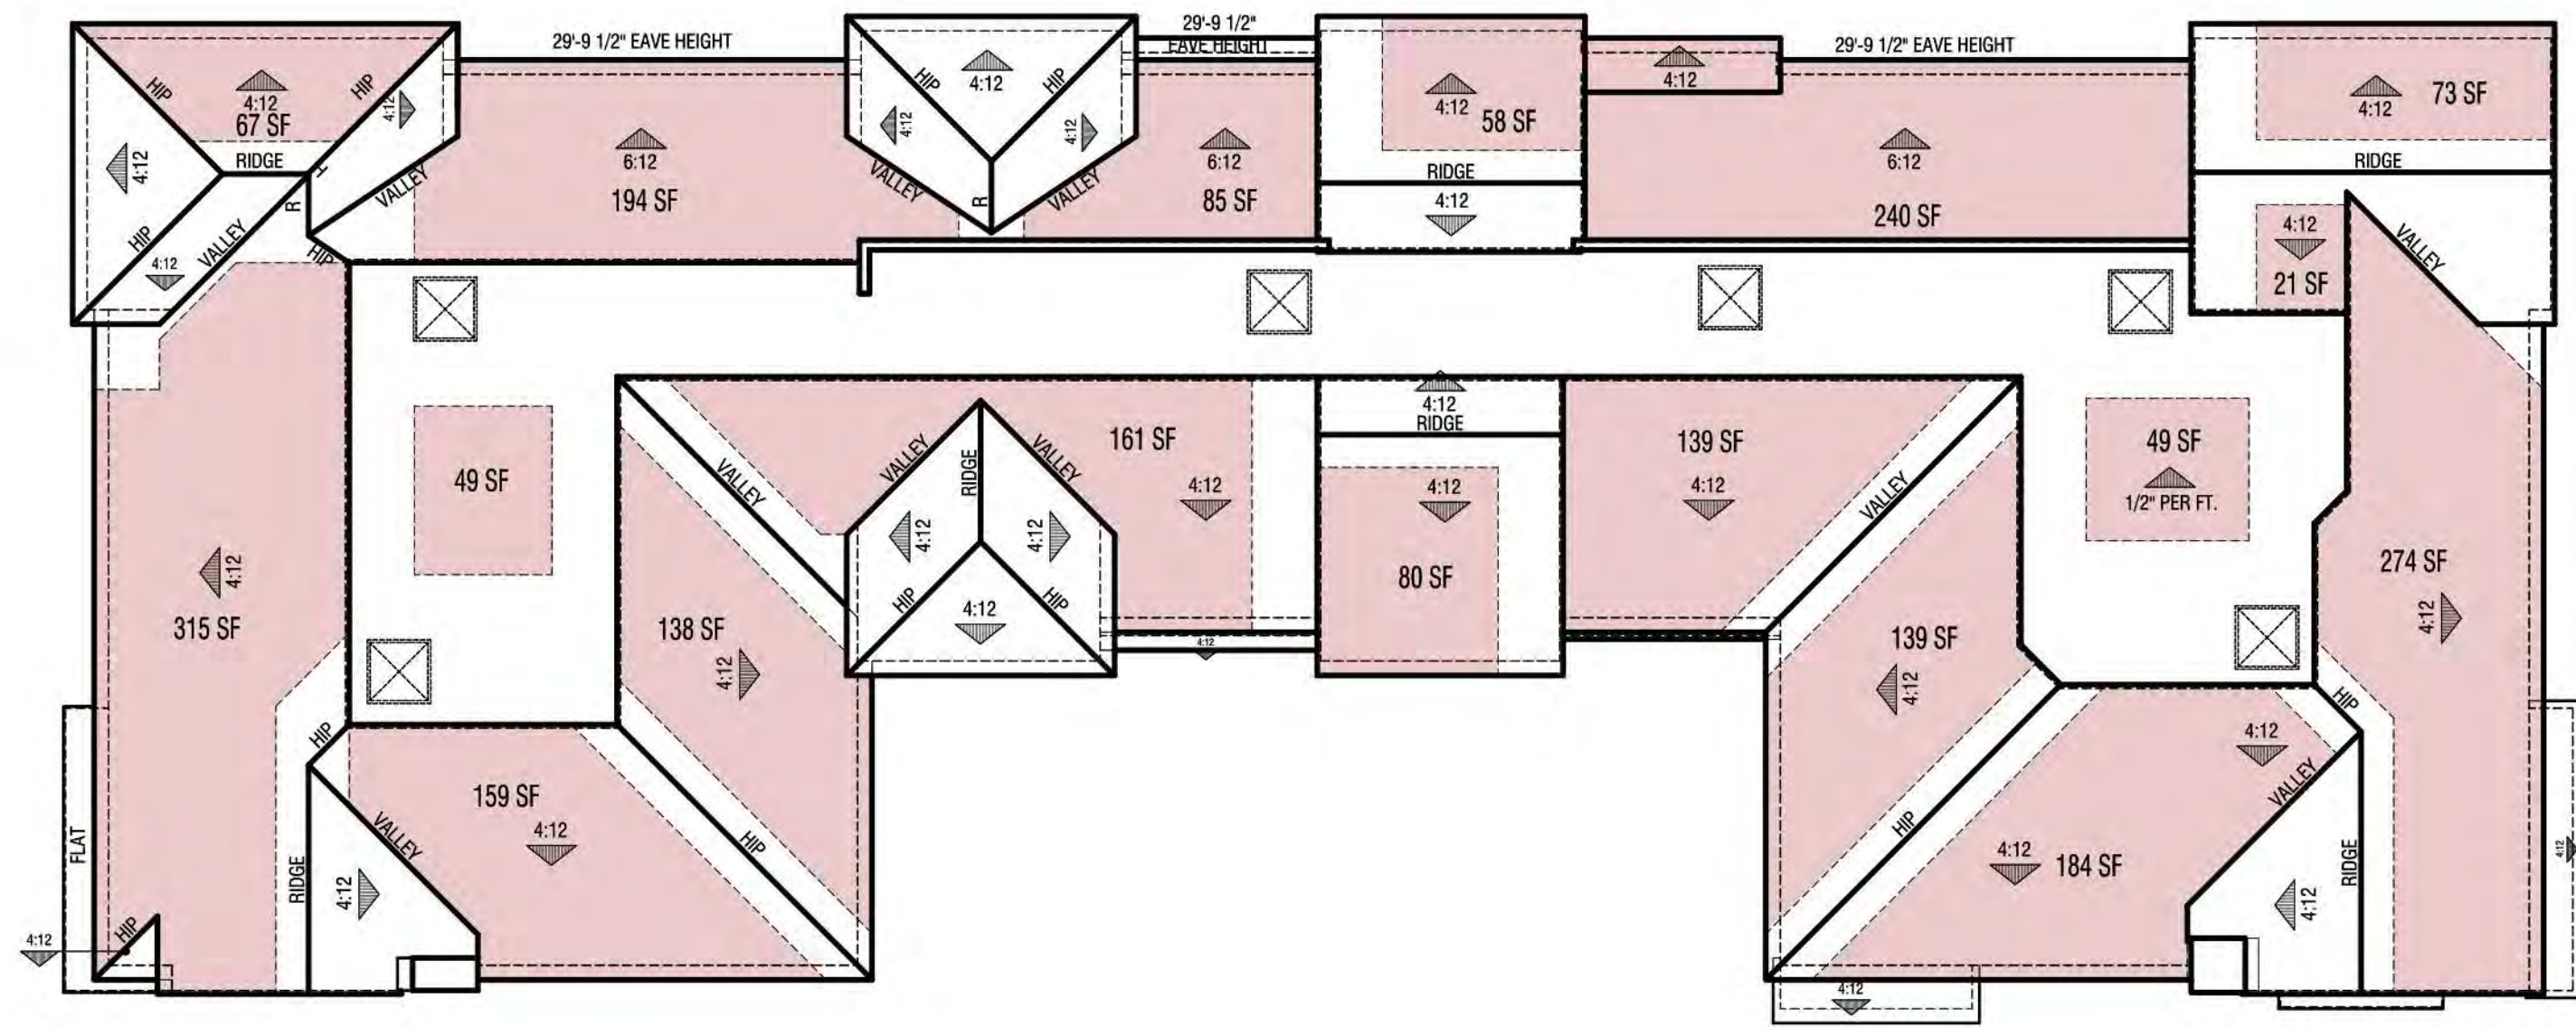 29'-9 1/2" EAVE HEIGHT
29'-9 1/2"
EAVE HEIGHT
29'-9 1/2" EAVE HEIGHT
HIP
4:12
67 SF
HIP
4:12
4:12
RIDGE
H
R
VALLEY
HIP
VALLEY
4:12
HIP
6:12
194 SF
HIP
4:12
HIP
4:12
4:12
VALLEY
R
VALLEY
6:12
85 SF
4:12
58 SF
RIDGE
4:12
4:12
6:12
240 SF
4:12
73 SF
RIDGE
4:12
21 SF
VALLEY
4:12
315 SF
49 SF
VALLEY
138 SF
4:12
VALLEY
RIDGE
VALLEY
4:12
4:12
HIP
4:12
HIP
161 SF
4:12
4:12
4:12
RIDGE
4:12
80 SF
139 SF
4:12
VALLEY
139 SF
4:12
49 SF
1/2" PER FT.
274 SF
4:12
HIP
159 SF
4:12
VALLEY
HIP
FLAT
RIDGE
4:12
HIP
4:12
HIP
4:12
184 SF
4:12
HIP
VALLEY
RIDGE
4:12
4:12
4:12